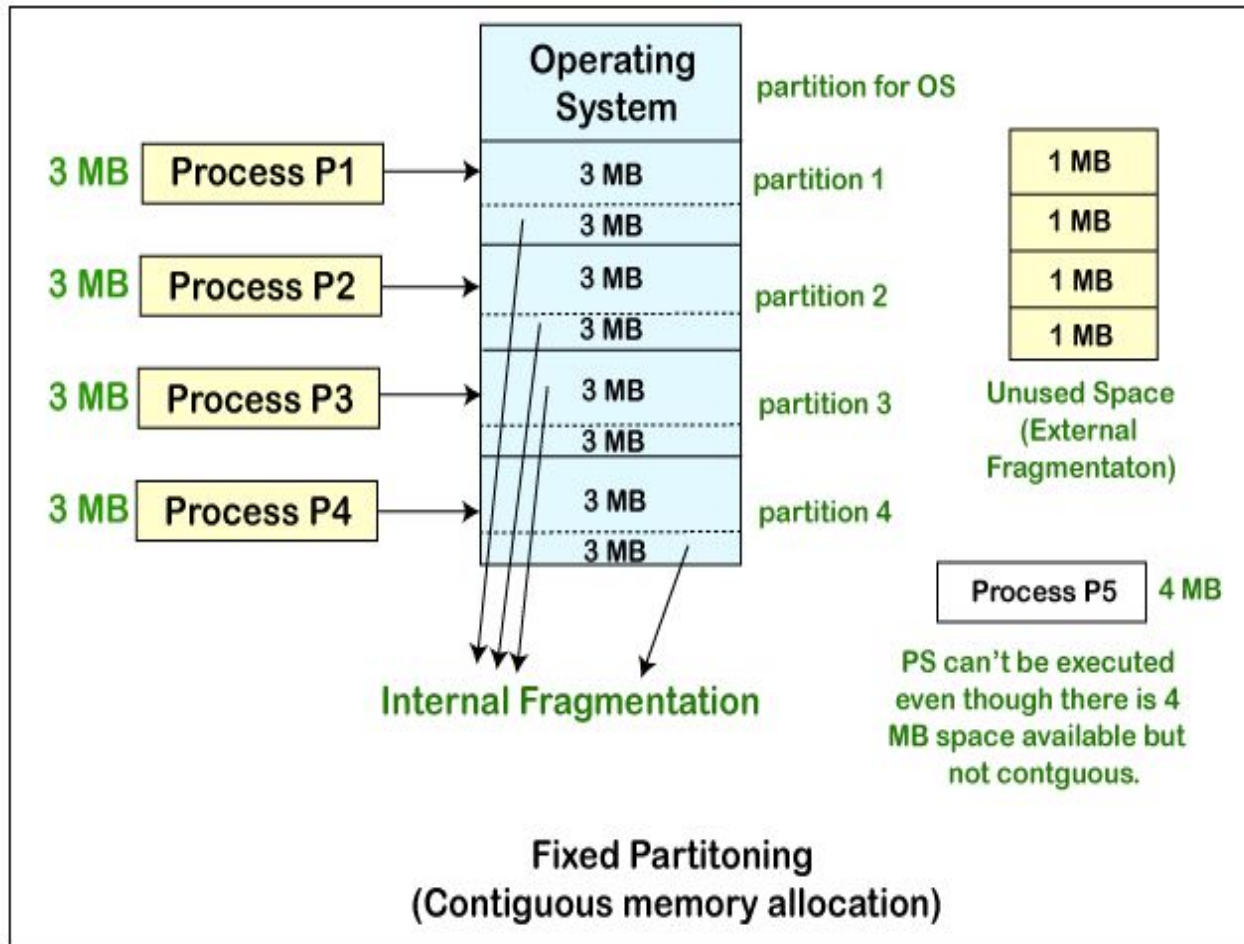 Operating
System
partition for OS
3 MB
Process P1
3 MB
partition 1
3 MB
3 MB
Process P2
3 MB
partition 2
3 MB
3 MB
Process P3
3 MB
partition 3
3 MB
3 MB
Process P4
3 MB
partition 4
3 MB
Internal Fragmentation
1 MB
1 MB
1 MB
1 MB
Unused Space
(External
Fragmentaton)
Process P5
4 MB
PS can't be executed
even though there is 4
MB space available but
not contguous.
Fixed Partitoning
(Contiguous memory allocation)